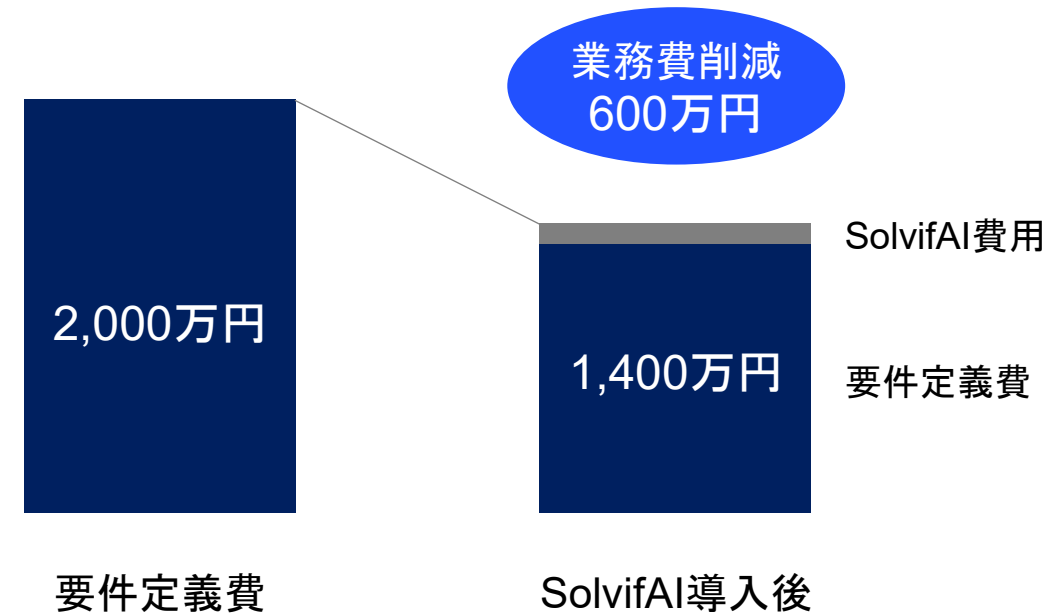 業務費削減
600万円
SolvifAI費用
2,000万円
1,400万円
要件定義費
要件定義費
SolvifAI導入後